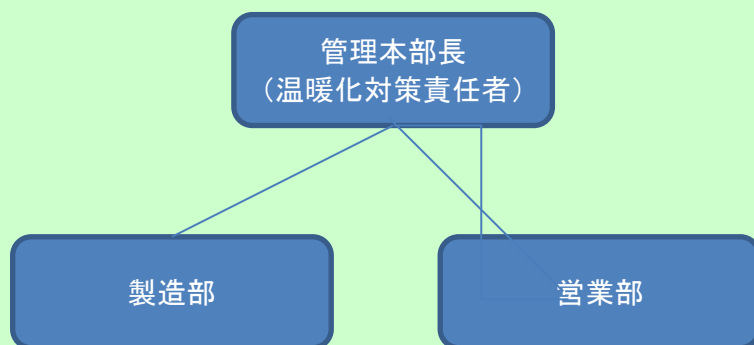 管理本部長
（温暖化対策責任者）
製造部
営業部